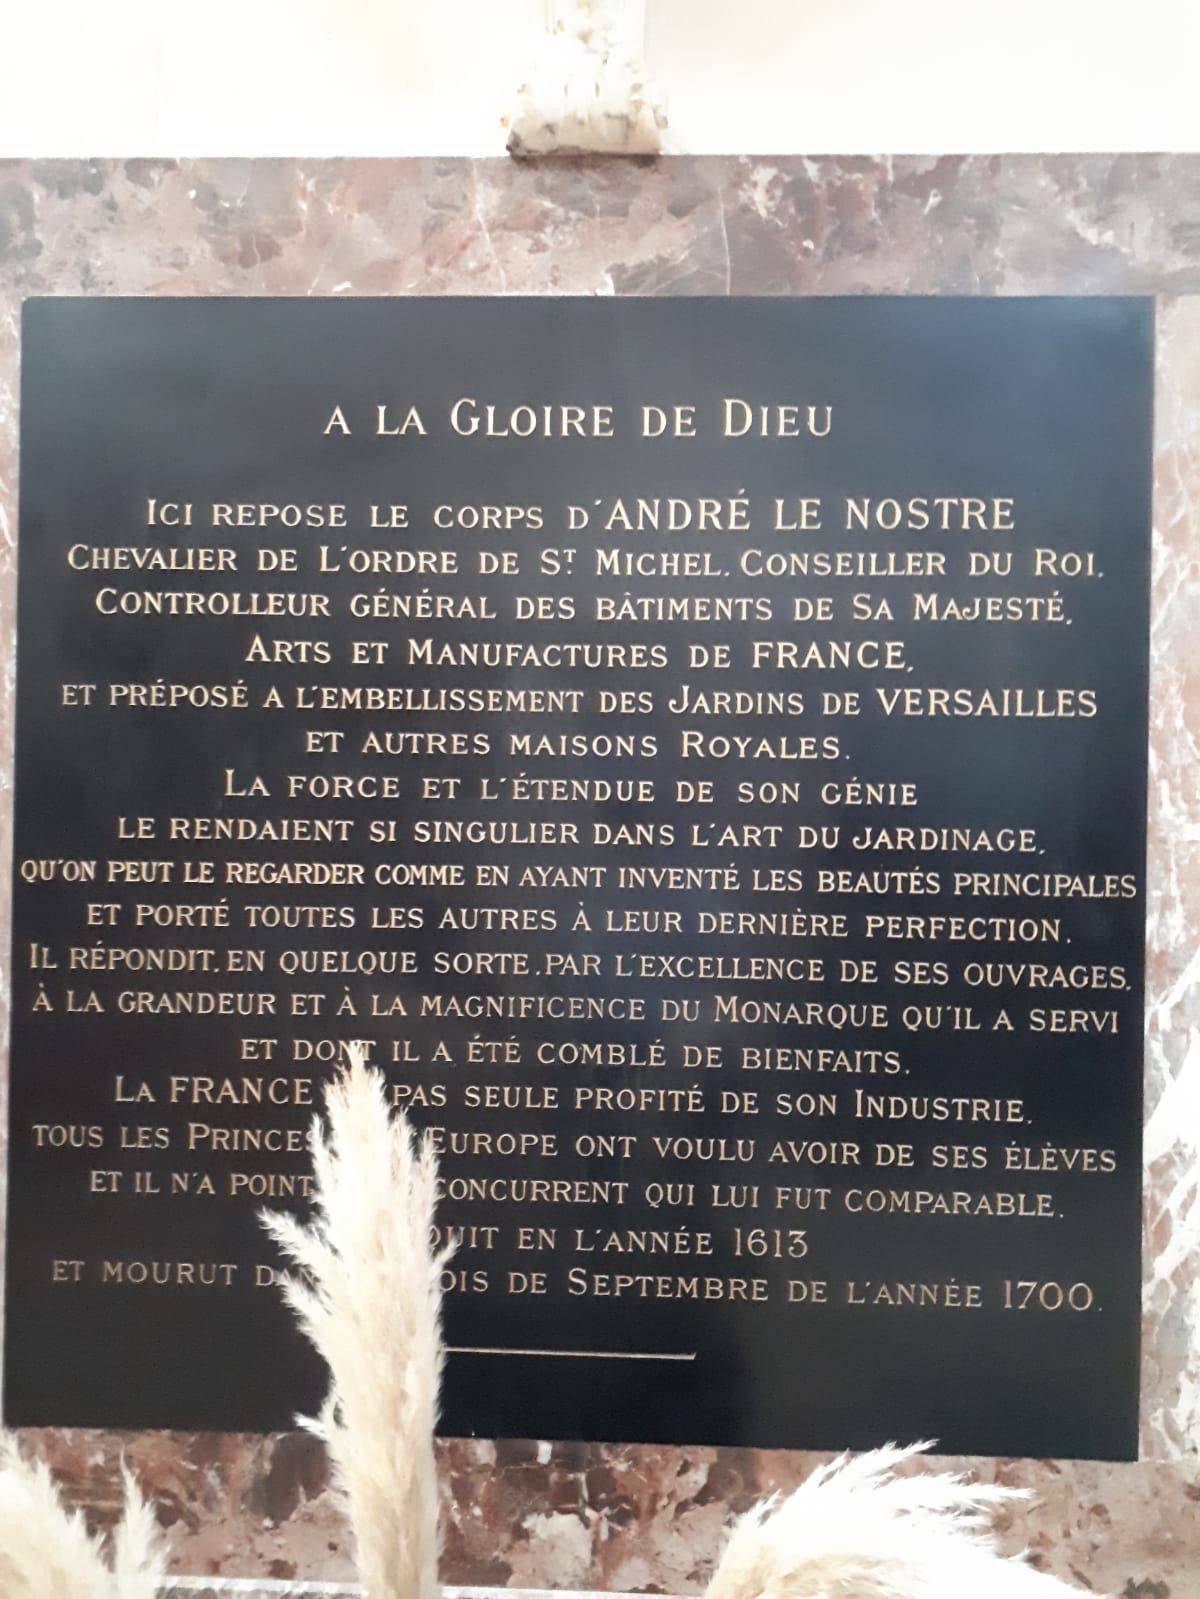 A LA GLOIRE DE DIEU
ICI REPOSE LE CORPS D'ANDRÉ LE NOSTRE
CHEVALIER DE L'ORDRE DE ST MICHEL. CONSEILLER DU ROI.
CONTROLLEUR GÉNÉRAL DES BÂTIMENTS DE SA MAJESTÉ,
ARTS ET MANUFACTURES DE FRANCE,
ET PRÉPOSÉ A L'EMBELLISSEMENT DES JARDINS DE VERSAILLES
ET AUTRES MAISONS ROYALES.
LA FORCE ET L'ÉTENDUE DE SON GÉNIE
LE RENDAIENT SI SINGULIER DANS L'ART DU JARDINAGE,
QU'ON PEUT LE REGARDER COMME EN AYANT INVENTÉ LES BEAUTÉS PRINCIPALES
ET PORTÉ TOUTES LES AUTRES À LEUR DERNIÈRE PERFECTION.
IL RÉPONDIT, EN QUELQUE SORTE, PAR L'EXCELLENCE DE SES OUVRAGES,
À LA GRANDEUR ET À LA MAGNIFICENCE DU MONARQUE QU'IL A SERVI
ET DONT IL A ÉTÉ COMBLÉ DE BIENFAITS.
LA FRANCE PAS SEULE PROFITÉ DE SON INDUSTRIE.
TOUS LES PRINCES EUROPE ONT VOULU AVOIR DE SES ÉLÈVES
ET IL N'A POINT CONCURRENT QUI LUI FUT COMPARABLE.
EN L'ANNÉE 1613
ET MOURUT DE SEPTEMBRE DE L'ANNÉE 1700.